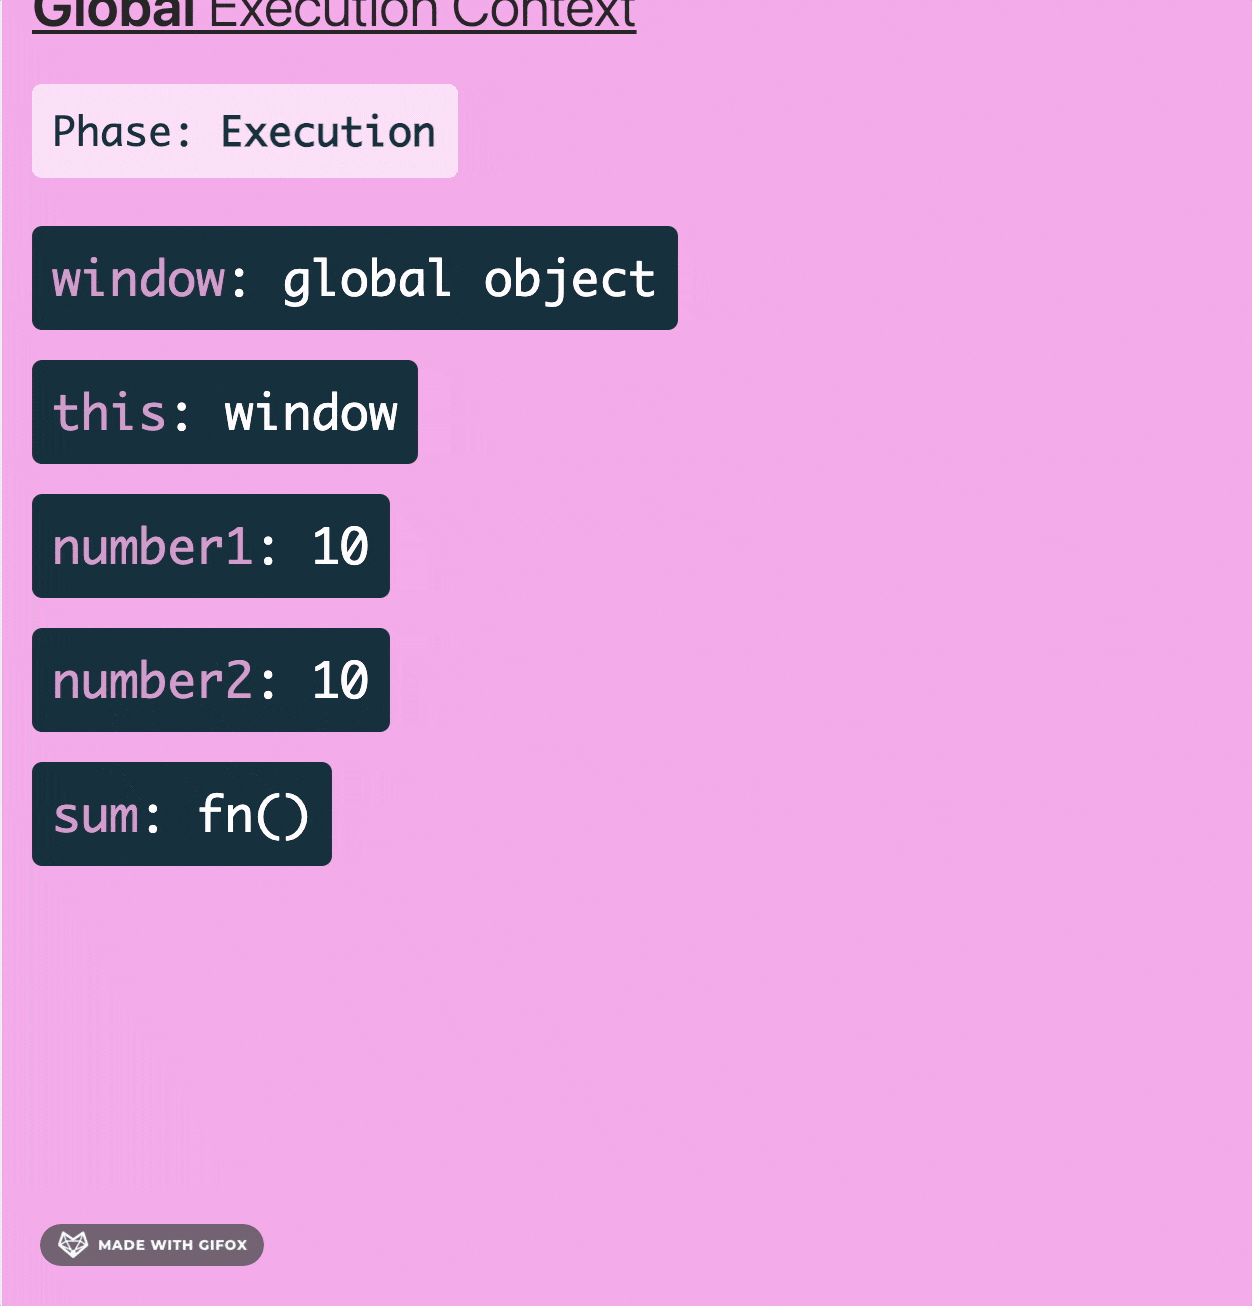 Global Execution Context
Phase: Execution
window: global object
this: window
number1: 10
number2: 10
sum: fn()
MADE WITH GIFOX